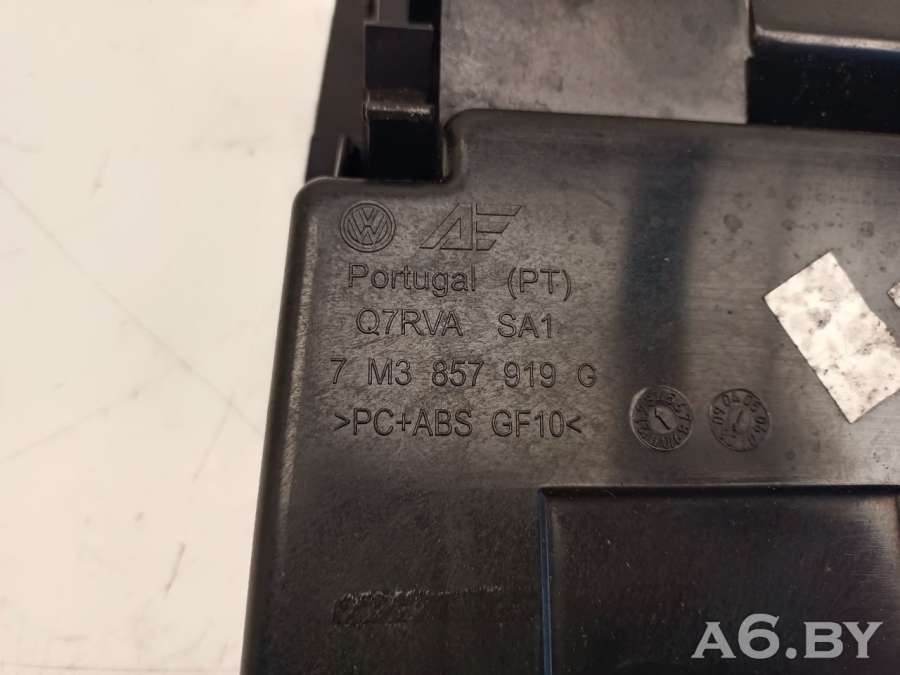 Portugal (PT)
Q7RVA SA1
7 M3 857 919 G
>PC+ABS GF10<
A6.BY